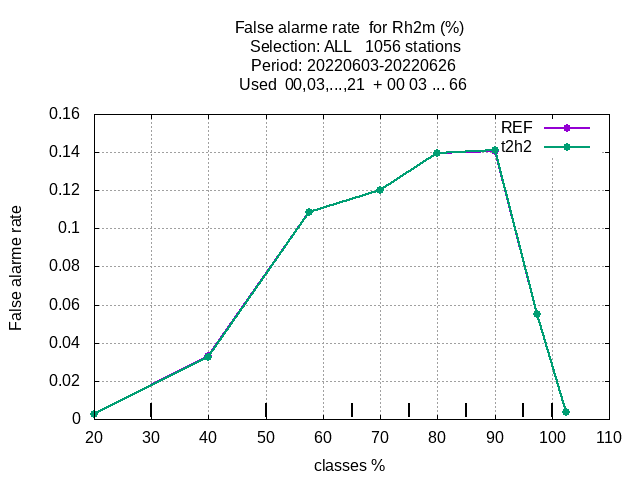 False alarme rate  for Rh2m (%)
Selection: ALL   1056 stations
Period: 20220603-20220626
Used  00,03,...,21  + 00 03 ... 66
REF
t2h2
0.16
0.14
0.12
0.1
0.08
0.06
0.04
0.02
0
False alarme rate
20 30 40 50 60 70 80 90 100 110
classes %